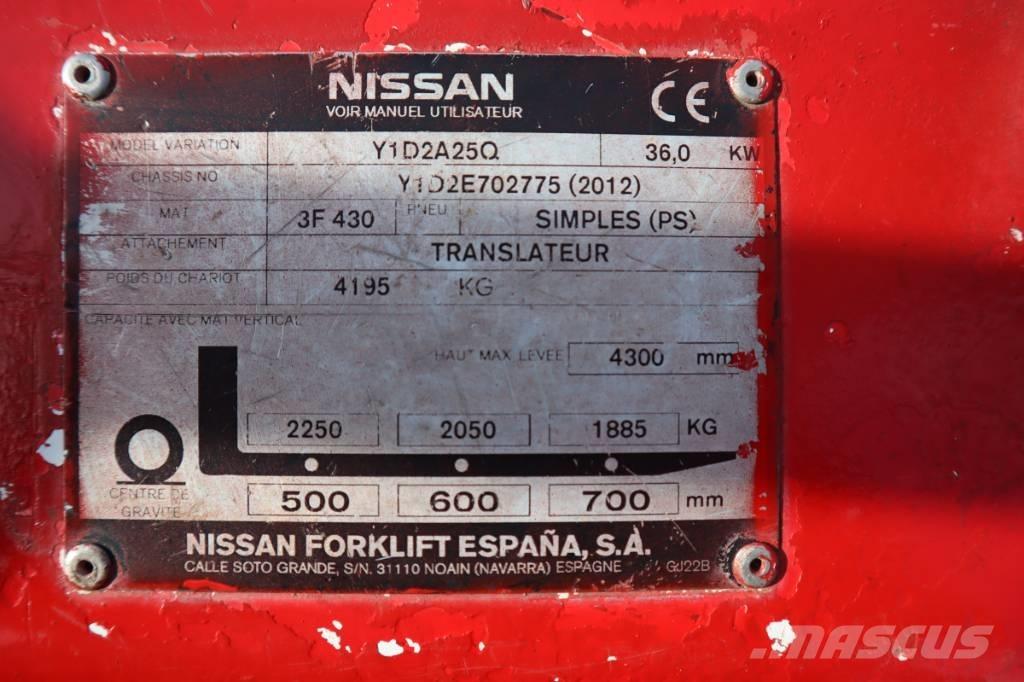 NISSAN
VOIR MANUEL UTILISATEUR
CE
MODEL VARIATION Y1D2A25Q 36,0 KW
CHASSIS NO Y1D2E702775 (2012)
MAT 3F 430 PNEU SIMPLES (PS)
ATTACHEMENT TRANSLATEUR
POIDS DU CHARIOT 4195 KG
CAPACITE AVEC MAT VERTICAL
HAUT MAX LEVEE 4300 mm
2250 2050 1885 KG
CENTRE DE
GRAVITE
500 600 700 mm
NISSAN FORKLIFT ESPAÑA, S.A.
CALLE SOTO GRANDE, S/N. 31110 NOAIN (NAVARRA) ESPAGNE GJ22B
MASCUS